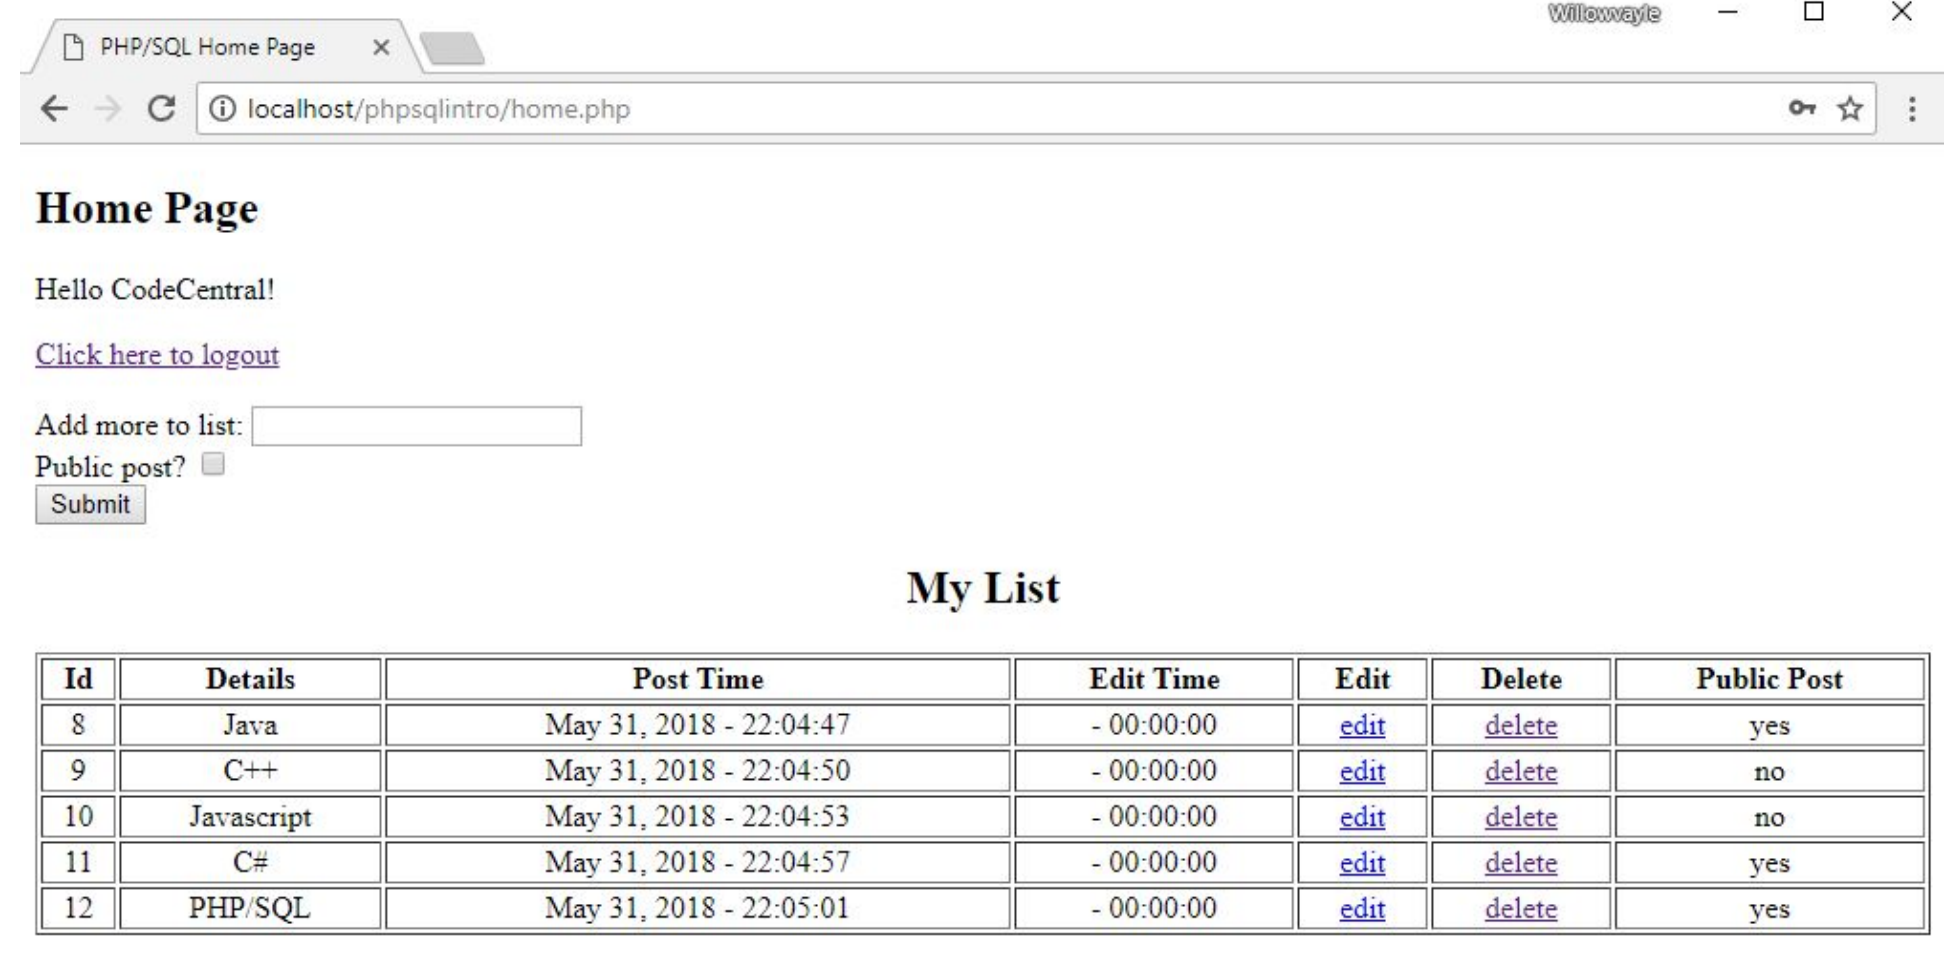 Willowvayle
PHP/SQL Home Page
localhost/phpsqlintro/home.php
Home Page
Hello CodeCentral!
Click here to logout
Add more to list:
Public post?
Submit
My List
Id Details Post Time Edit Time Edit Delete Public Post
8 Java May 31, 2018 - 22:04:47 - 00:00:00 edit delete yes
9 C++ May 31, 2018 - 22:04:50 - 00:00:00 edit delete no
10 Javascript May 31, 2018 - 22:04:53 - 00:00:00 edit delete no
11 C# May 31, 2018 - 22:04:57 - 00:00:00 edit delete yes
12 PHP/SQL May 31, 2018 - 22:05:01 - 00:00:00 edit delete yes